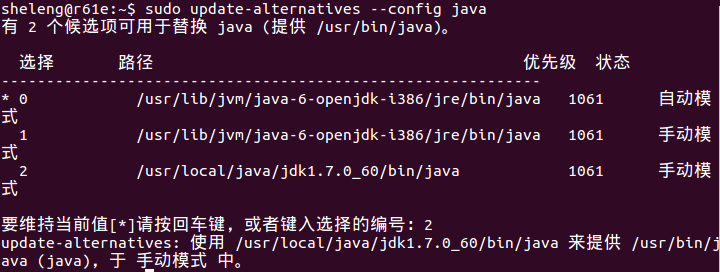 sheleng@r61e:~$ sudo update-alternatives --config java
有 2 个候选项可用于替换 java (提供 /usr/bin/java)。
选择 路径 优先级 状态
------------------------------------------------------------
* 0 /usr/lib/jvm/java-6-openjdk-i386/jre/bin/java 1061 自动模
式
1 /usr/lib/jvm/java-6-openjdk-i386/jre/bin/java 1061 手动模
式
2 /usr/local/java/jdk1.7.0_60/bin/java 1061 手动模
式
要维持当前值[*]请按回车键，或者键入选择的编号: 2
update-alternatives: 使用 /usr/local/java/jdk1.7.0_60/bin/java 来提供 /usr/bin/j
ava (java)，于 手动模式 中。